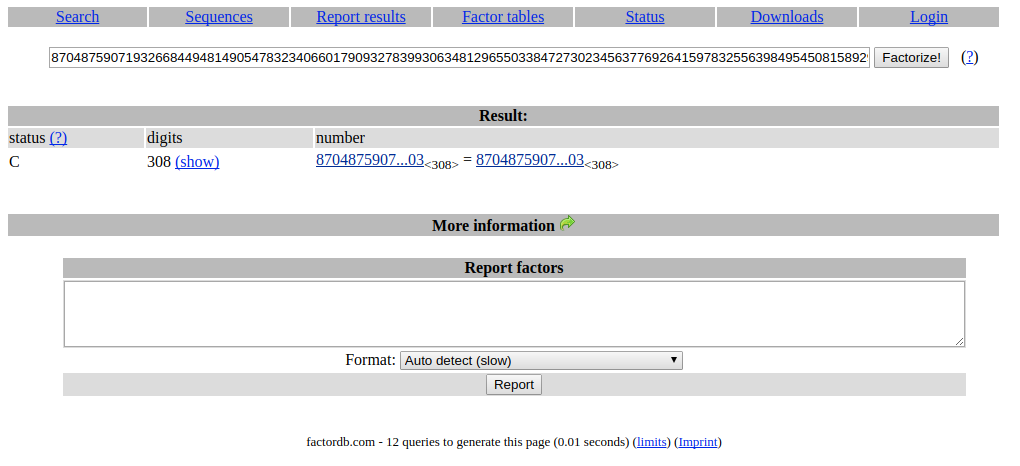 Search Sequences Report results Factor tables Status Downloads Login
8704875907193266844948149054783234066017909327839930634812965503384727302345637769264159783255639849545081589​2 Factorize! (?)
Result:
status (?) digits number
C 308 (show) 8704875907...03<308> = 8704875907...03<308>
More information
Report factors
Format: Auto detect (slow)
Report
factordb.com - 12 queries to generate this page (0.01 seconds) (limits) (Imprint)